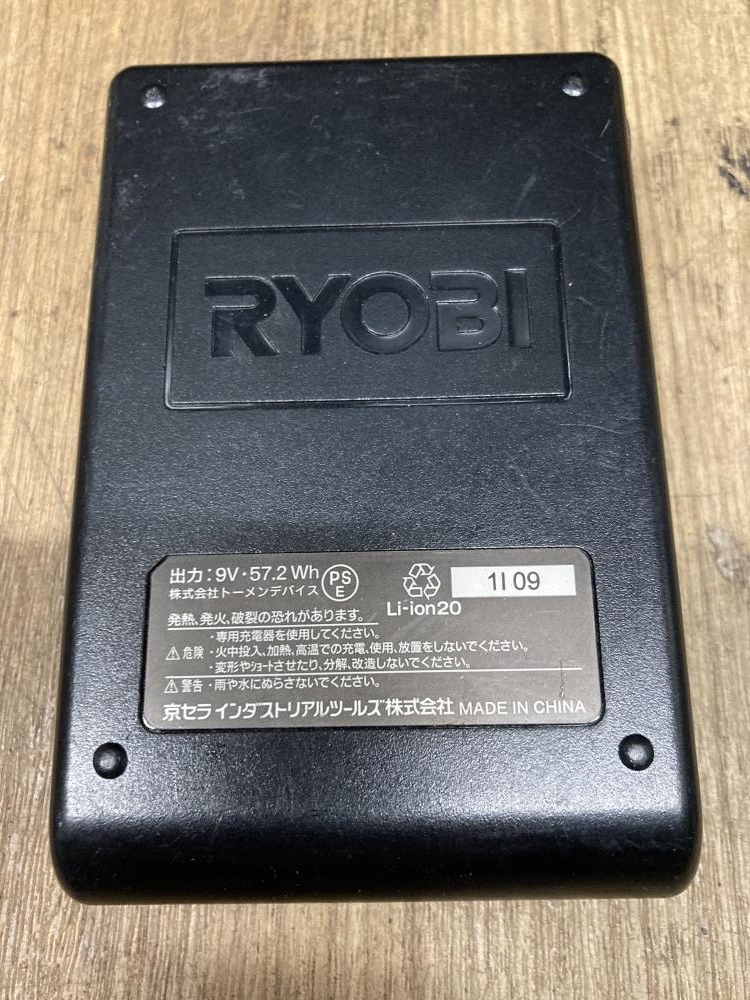 RYOBI
出力：9V・57.2 Wh
株式会社トーメンデバイス
PS
E
Li-ion20
1I 09
発熱、発火、破裂の恐れがあります。
・専用充電器を使用してください。
⚠危険・火中投入、加熱、高温での充電、使用、放置をしないでください。
・変形やショートさせたり、分解、改造しないでください。
⚠警告・雨や水にぬらさないでください。
京セラ インダストリアルツールズ株式会社 MADE IN CHINA